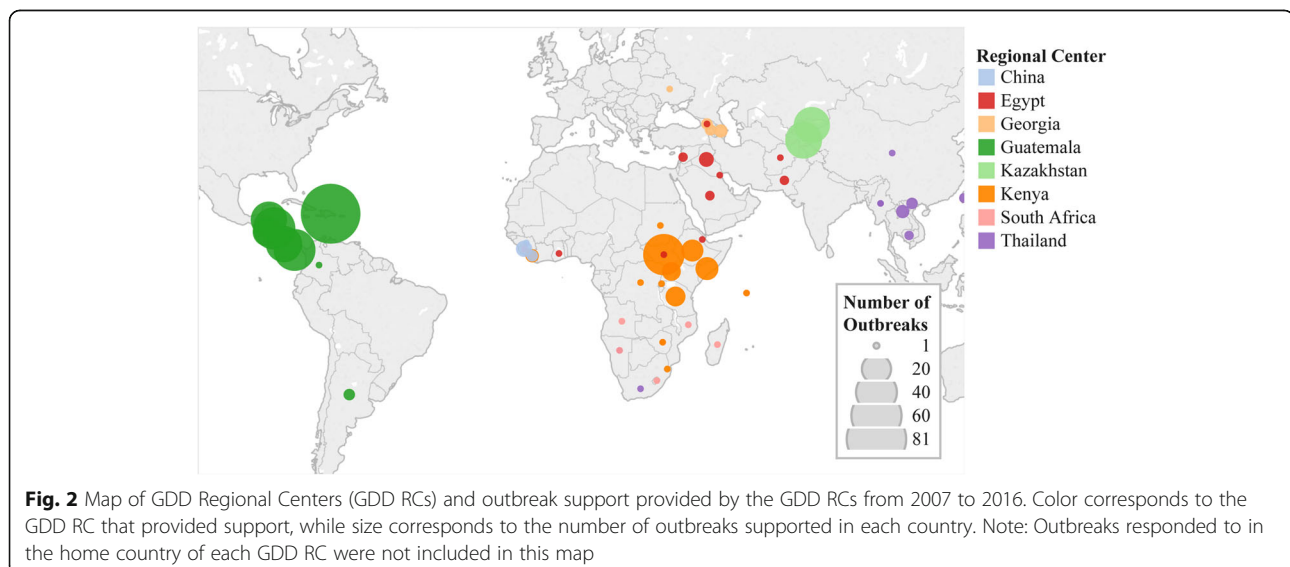 Regional Center
China
Egypt
Georgia
Guatemala
Kazakhstan
Kenya
South Africa
Thailand
Number of
Outbreaks
1
20
40
60
81
Fig. 2 Map of GDD Regional Centers (GDD RCs) and outbreak support provided by the GDD RCs from 2007 to 2016. Color corresponds to the
GDD RC that provided support, while size corresponds to the number of outbreaks supported in each country. Note: Outbreaks responded to in
the home country of each GDD RC were not included in this map